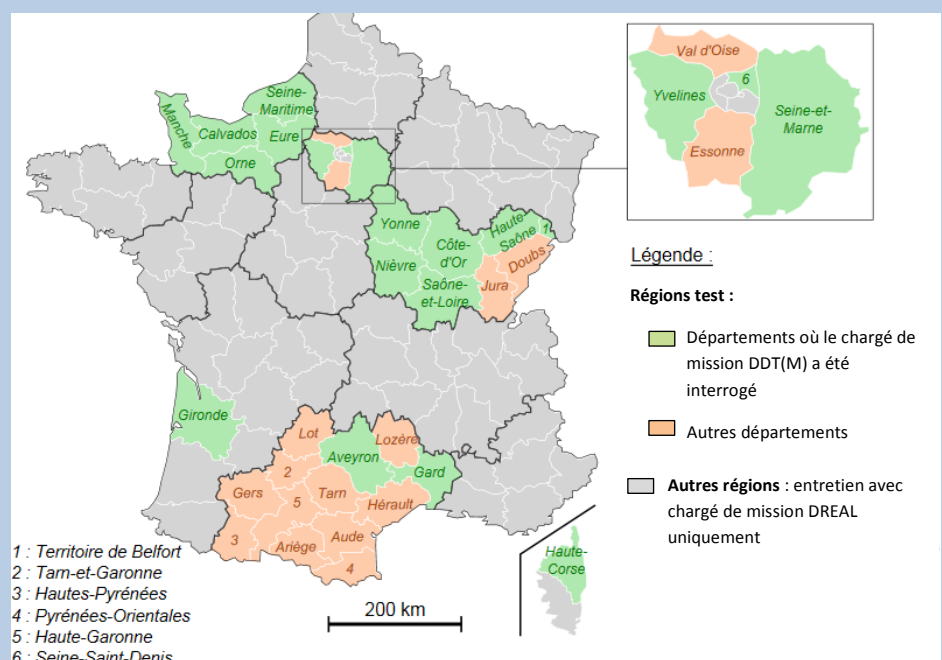 Seine-
Maritime
Manche
Calvados
Eure
Orne
Yonne
Côte-
d'Or
Haute-
Saône
1
Nièvre
Doubs
Saône-
et-Loire
Jura
Gironde
Lot
Lozère
Aveyron
2
Gard
Gers
5
Tarn
Hérault
3
Ariège
Aude
4
Haute-
Corse
200 km
1 : Territoire de Belfort
2 : Tarn-et-Garonne
3 : Hautes-Pyrénées
4 : Pyrénées-Orientales
5 : Haute-Garonne
6 : Seine-Saint-Denis
Val d'Oise
6
Yvelines
Seine-et-
Marne
Essonne
Légende :
Régions test :
Départements où le chargé de
mission DDT(M) a été
interrogé
Autres départements
Autres régions : entretien avec
chargé de mission DREAL
uniquement